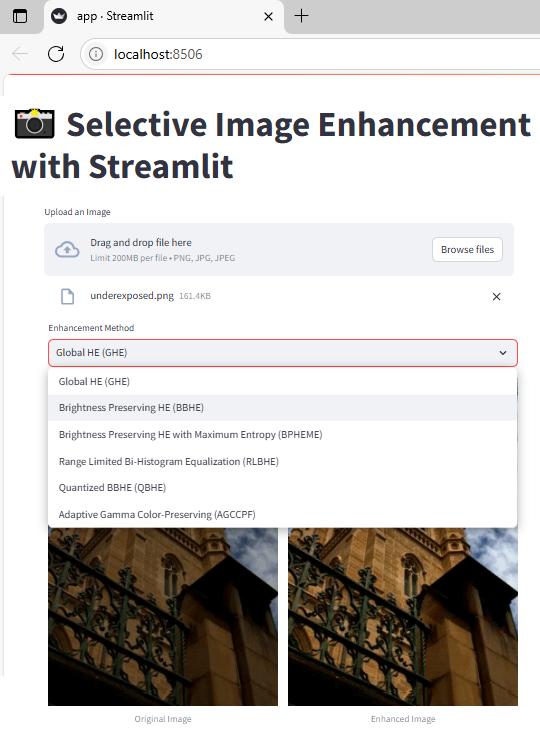 app · Streamlit
localhost:8506
Selective Image Enhancement
with Streamlit
Upload an Image
Drag and drop file here
Limit 200MB per file • PNG, JPG, JPEG
Browse files
underexposed.png 161.4KB
Enhancement Method
Global HE (GHE)
Global HE (GHE)
Brightness Preserving HE (BBHE)
Brightness Preserving HE with Maximum Entropy (BPHEME)
Range Limited Bi-Histogram Equalization (RLBHE)
Quantized BBHE (QBHE)
Adaptive Gamma Color-Preserving (AGCCPF)
Original Image
Enhanced Image